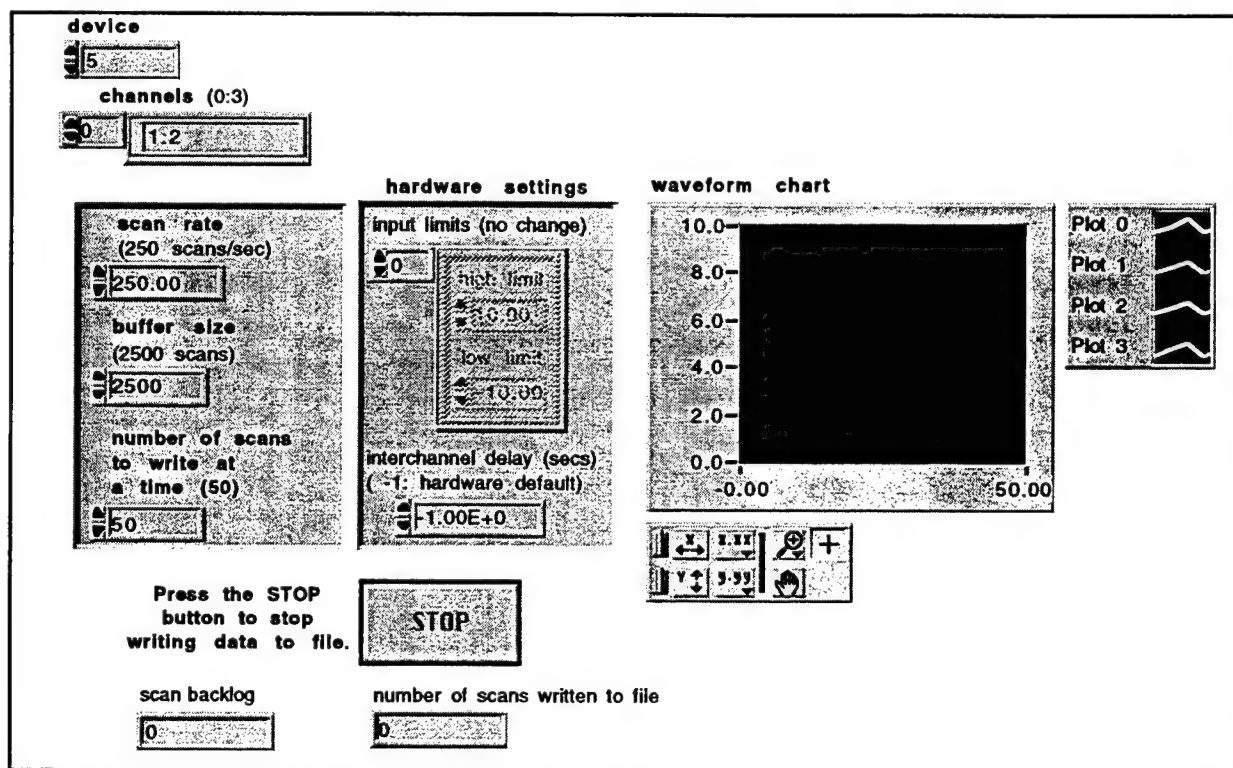 device
5
channels (0:3)
0
1:2
scan rate
(250 scans/sec)
250.00
buffer size
(2500 scans)
2500
number of scans
to write at
a time (50)
50
hardware settings
input limits (no change)
0
high limit
10.00
low limit
-10.00
interchannel delay (secs)
( -1: hardware default)
-1.00E+0
waveform chart
10.0
8.0
6.0
4.0
2.0
0.0
-0.00
50.00
Plot 0
Plot 1
Plot 2
Plot 3
X
x.xx
Y
y.yy
Press the STOP
button to stop
writing data to file.
STOP
scan backlog
0
number of scans written to file
0